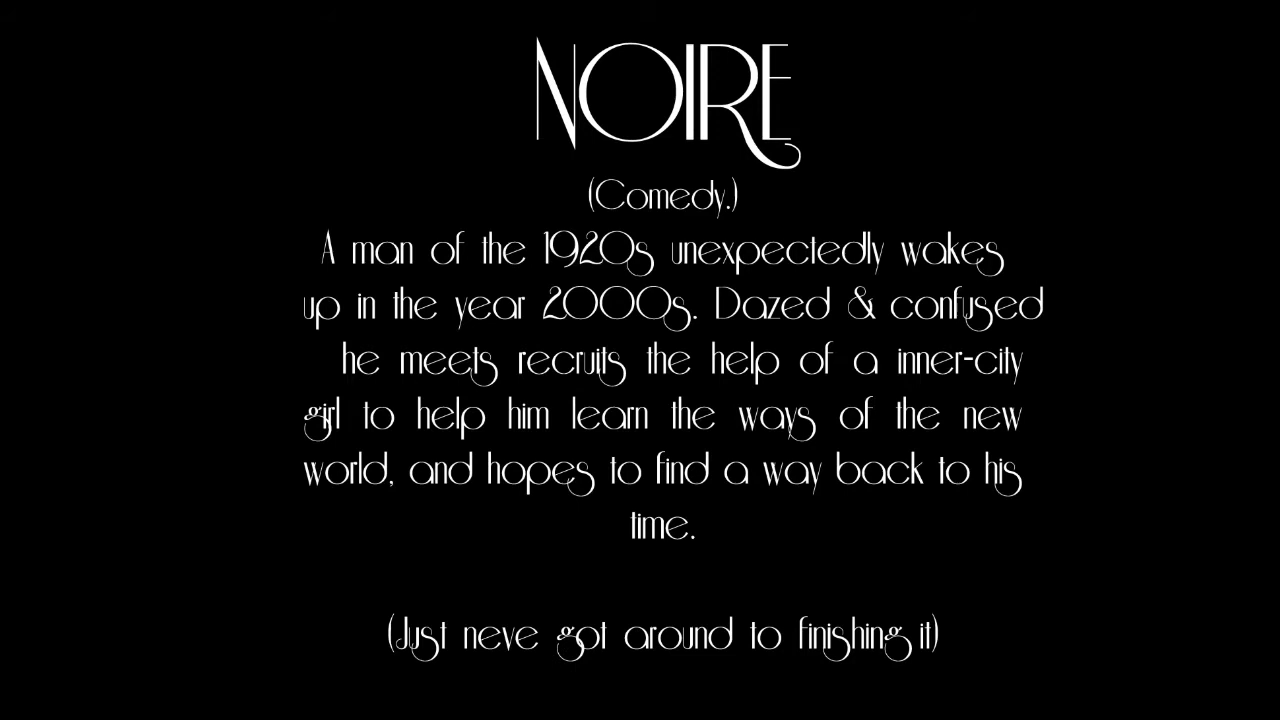 NOIRE
(Comedy.)
A man of the 1920s unexpectedly wakes
up in the year 2000s. Dazed & confused
he meets recruits the help of a inner-city
girl to help him learn the ways of the new
world, and hopes to find a way back to his
time.
(Just neve got around to finishing it)